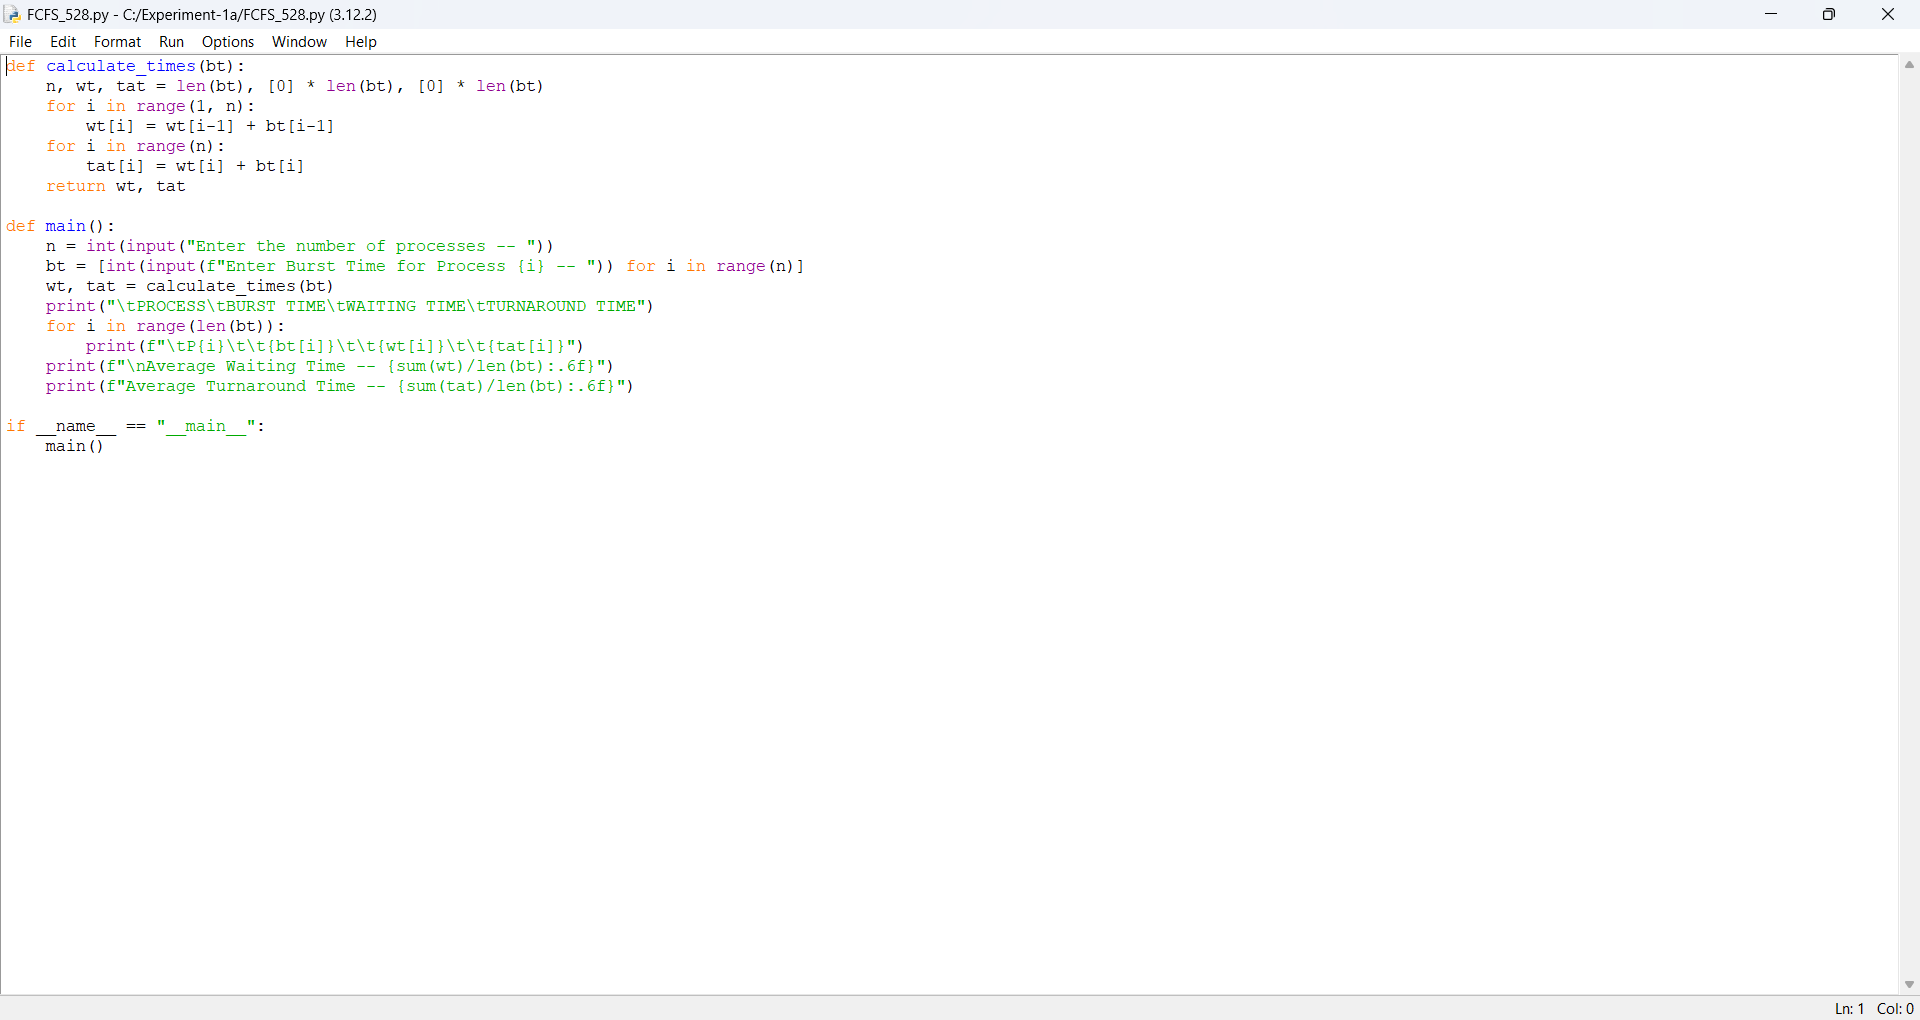 FCFS_528.py - C:/Experiment-1a/FCFS_528.py (3.12.2)
File Edit Format Run Options Window Help
def calculate_times(bt):
    n, wt, tat = len(bt), [0] * len(bt), [0] * len(bt)
    for i in range(1, n):
        wt[i] = wt[i-1] + bt[i-1]
    for i in range(n):
        tat[i] = wt[i] + bt[i]
    return wt, tat

def main():
    n = int(input("Enter the number of processes -- "))
    bt = [int(input(f"Enter Burst Time for Process {i} -- ")) for i in range(n)]
    wt, tat = calculate_times(bt)
    print("\tPROCESS\tBURST TIME\tWAITING TIME\tTURNAROUND TIME")
    for i in range(len(bt)):
        print(f"\tP{i}\t\t{bt[i]}\t\t{wt[i]}\t\t{tat[i]}")
    print(f"\nAverage Waiting Time -- {sum(wt)/len(bt):.6f}")
    print(f"Average Turnaround Time -- {sum(tat)/len(bt):.6f}")

if __name__ == "__main__":
    main()
Ln: 1 Col: 0